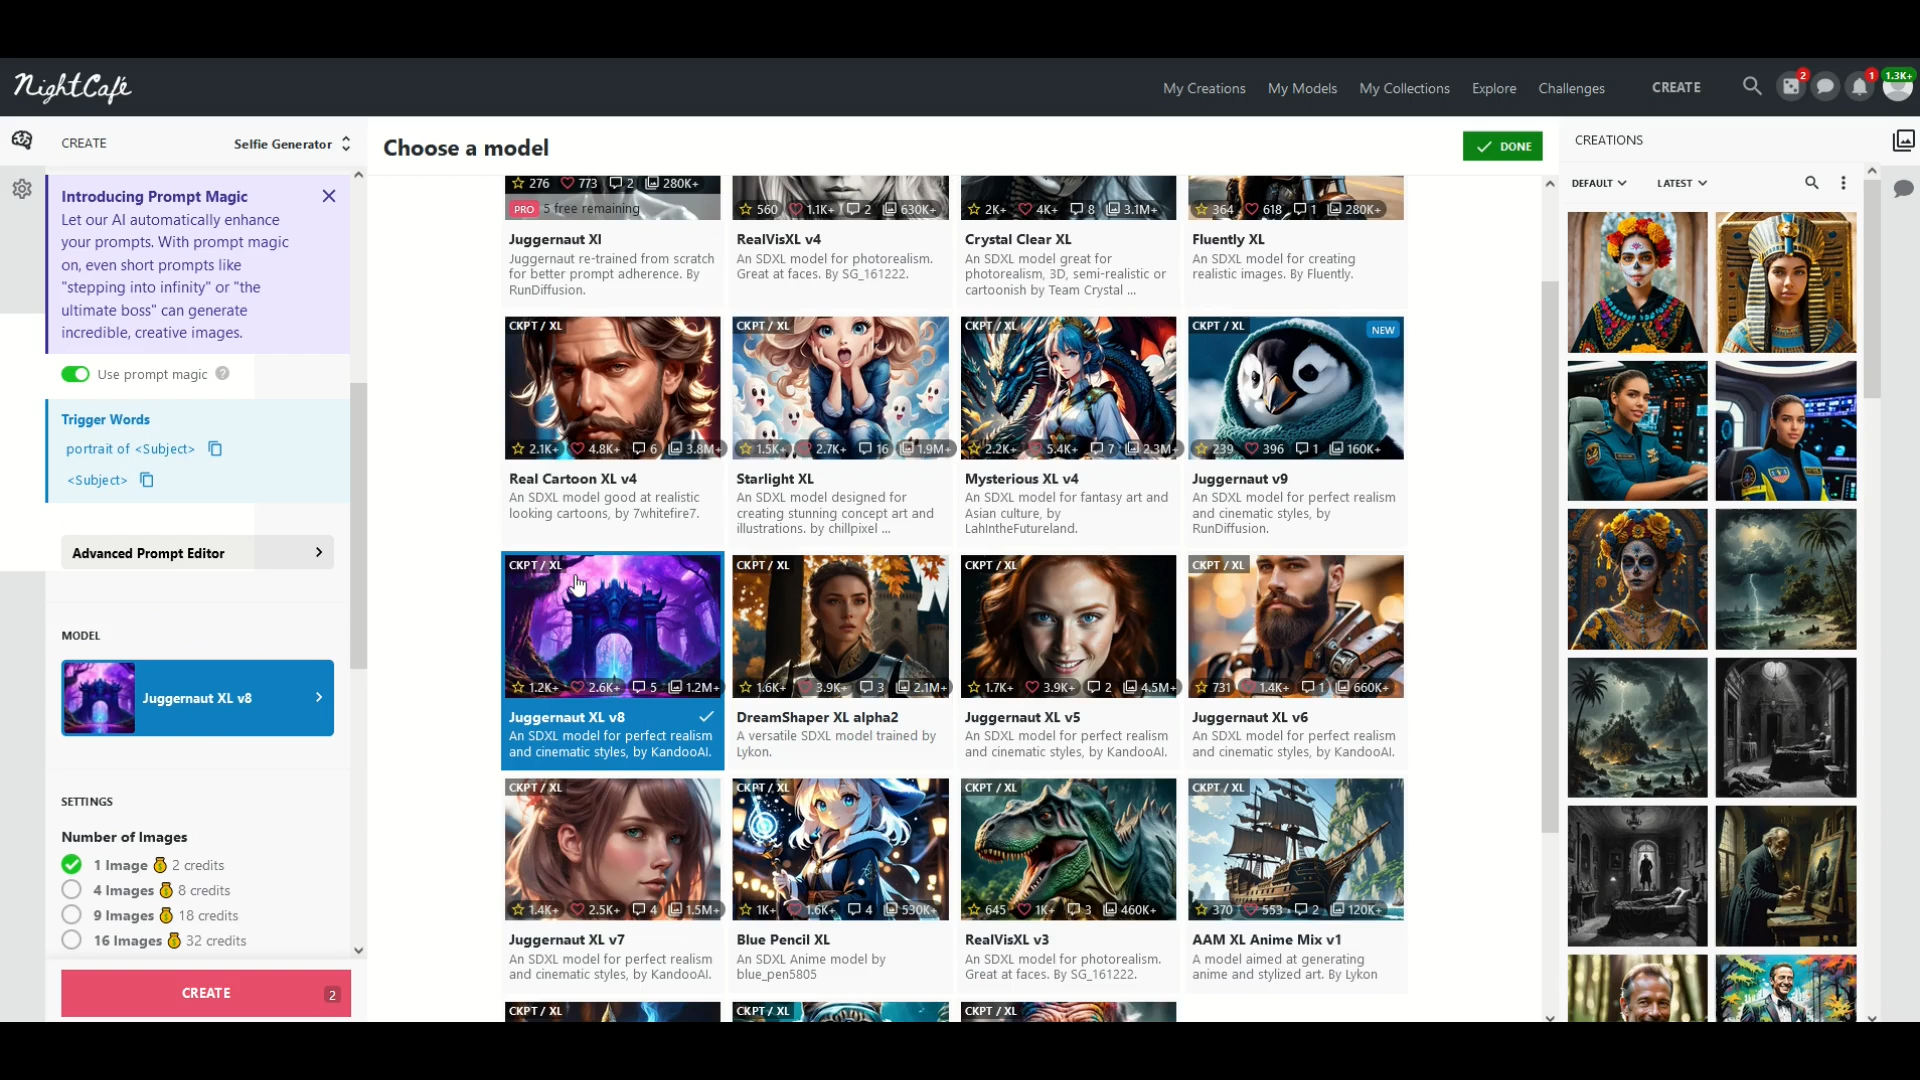 NightCafé
My Creations
My Models
My Collections
Explore
Challenges
CREATE
2
1
1.3K+
CREATE
Selfie Generator
Introducing Prompt Magic
Let our AI automatically enhance
your prompts. With prompt magic
on, even short prompts like
"stepping into infinity" or "the
ultimate boss" can generate
incredible, creative images.
Use prompt magic
?
Trigger Words
portrait of <Subject>
<Subject>
Advanced Prompt Editor
MODEL
Juggernaut XL v8
SETTINGS
Number of Images
1 Image 2 credits
4 Images 8 credits
9 Images 18 credits
16 Images 32 credits
CREATE
2
Choose a model
DONE
276 773 2 280K+
PRO 5 free remaining
Juggernaut XI
Juggernaut re-trained from scratch
for better prompt adherence. By
RunDiffusion.
560 1.1K+ 2 630K+
RealVisXL v4
An SDXL model for photorealism.
Great at faces. By SG_161222.
2K+ 4K+ 8 3.1M+
Crystal Clear XL
An SDXL model great for
photorealism, 3D, semi-realistic or
cartoonish by Team Crystal ...
364 618 1 280K+
Fluently XL
An SDXL model for creating
realistic images. By Fluently.
CKPT / XL
2.1K+ 4.8K+ 6 3.8M+
Real Cartoon XL v4
An SDXL model good at realistic
looking cartoons, by 7whitefire7.
CKPT / XL
1.5K+ 2.7K+ 16 1.9M+
Starlight XL
An SDXL model designed for
creating stunning concept art and
illustrations. by chillpixel ...
CKPT / XL
2.2K+ 5.4K+ 7 2.3M+
Mysterious XL v4
An SDXL model for fantasy art and
Asian culture, by
LahIntheFutureland.
CKPT / XL
NEW
239 396 1 160K+
Juggernaut v9
An SDXL model for perfect realism
and cinematic styles, by
RunDiffusion.
CKPT / XL
1.2K+ 2.6K+ 5 1.2M+
Juggernaut XL v8
An SDXL model for perfect realism
and cinematic styles, by KandooAI.
CKPT / XL
1.6K+ 3.9K+ 3 2.1M+
DreamShaper XL alpha2
A versatile SDXL model trained by
Lykon.
CKPT / XL
1.7K+ 3.9K+ 2 4.5M+
Juggernaut XL v5
An SDXL model for perfect realism
and cinematic styles, by KandooAI.
CKPT / XL
731 1.4K+ 1 660K+
Juggernaut XL v6
An SDXL model for perfect realism
and cinematic styles, by KandooAI.
CKPT / XL
1.4K+ 2.5K+ 4 1.5M+
Juggernaut XL v7
An SDXL model for perfect realism
and cinematic styles, by KandooAI.
CKPT / XL
1K+ 1.6K+ 4 530K+
Blue Pencil XL
An SDXL Anime model by
blue_pen5805
CKPT / XL
645 1K+ 3 460K+
RealVisXL v3
An SDXL model for photorealism.
Great at faces. By SG_161222.
CKPT / XL
370 553 2 120K+
AAM XL Anime Mix v1
A model aimed at generating
anime and stylized art. By Lykon
CKPT / XL
CKPT / XL
CKPT / XL
CREATIONS
DEFAULT
LATEST